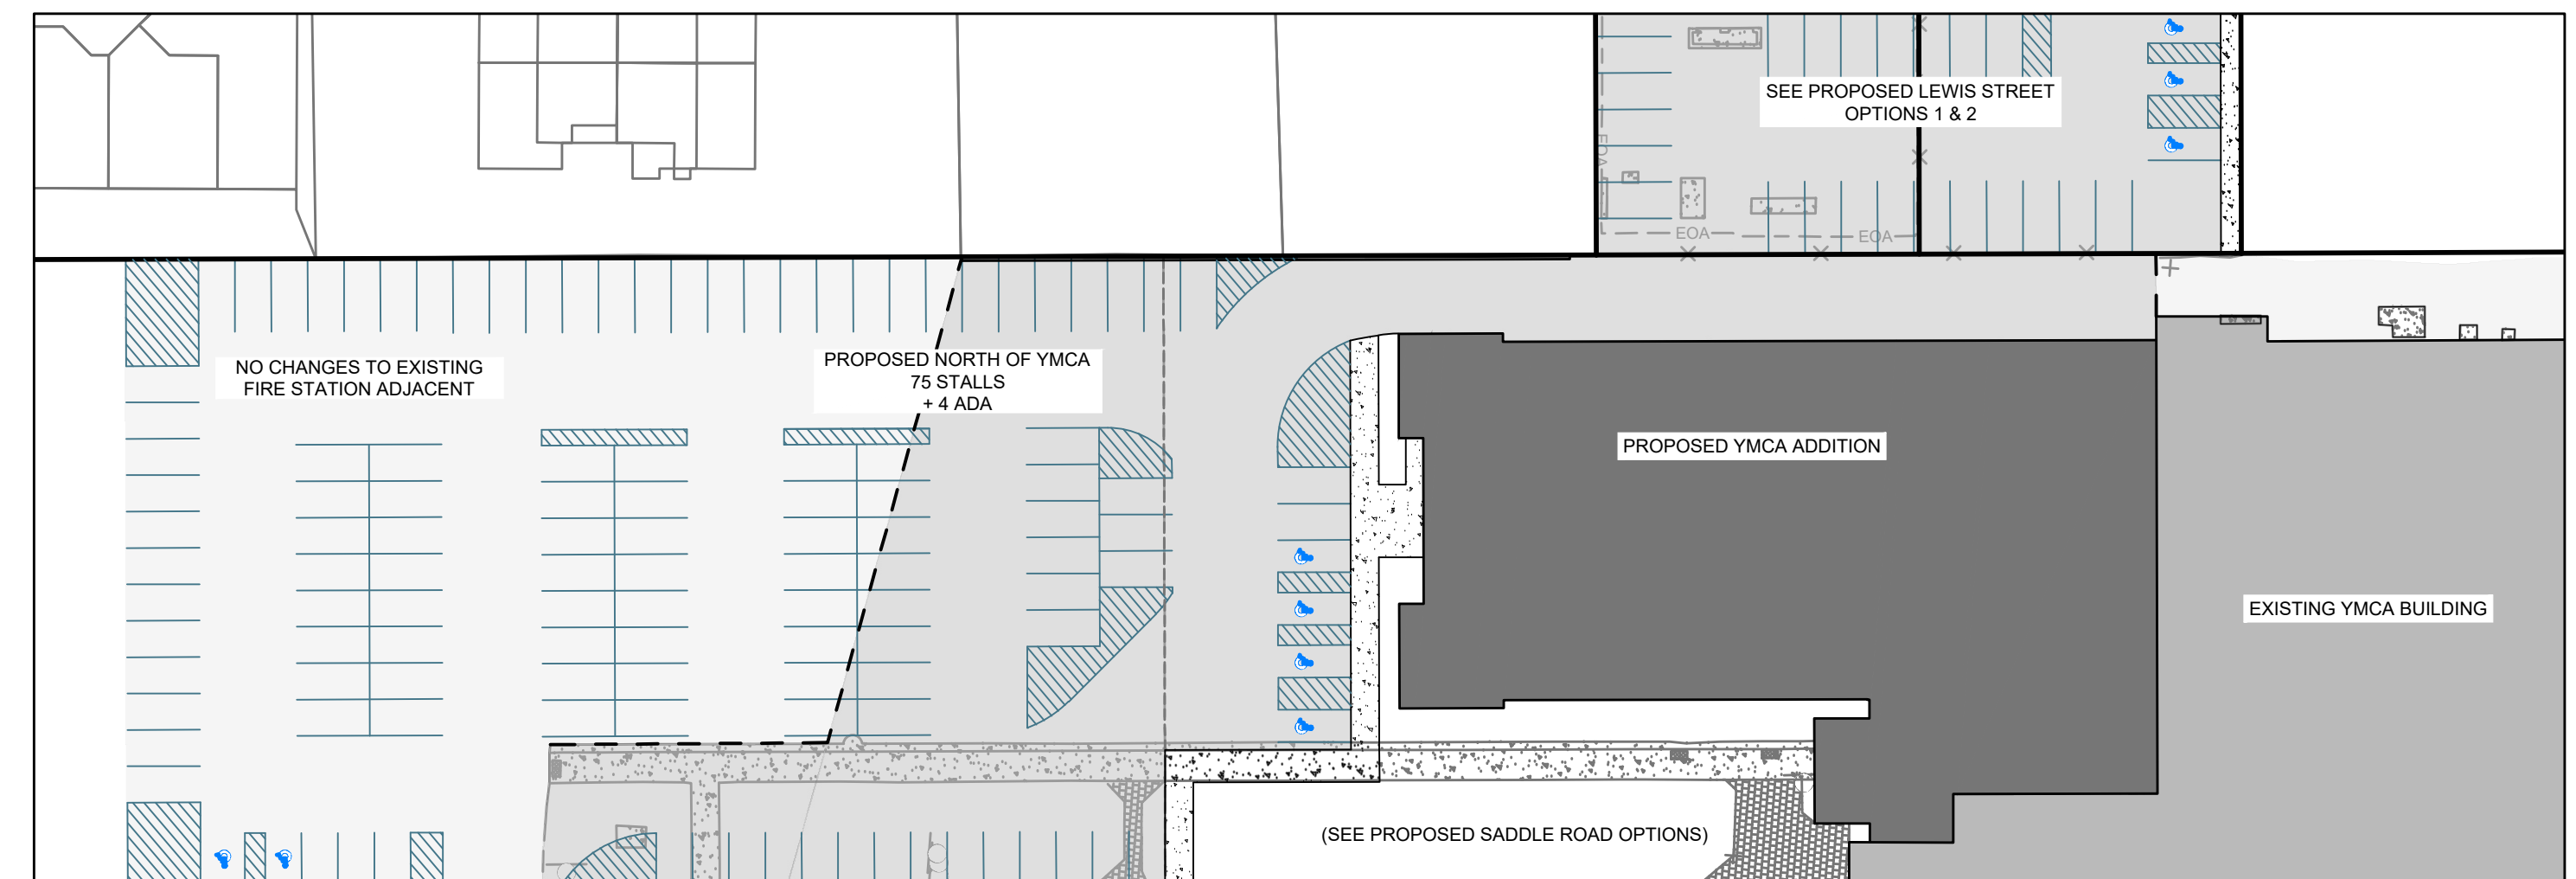 SEE PROPOSED LEWIS STREET
OPTIONS 1 & 2
EOA
EOA
EOA
NO CHANGES TO EXISTING
FIRE STATION ADJACENT
PROPOSED NORTH OF YMCA
75 STALLS
+ 4 ADA
PROPOSED YMCA ADDITION
EXISTING YMCA BUILDING
(SEE PROPOSED SADDLE ROAD OPTIONS)